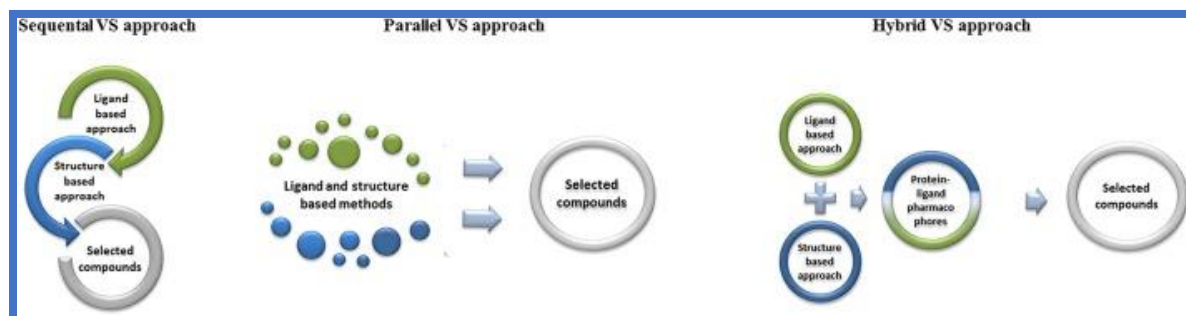 Sequental VS approach
Parallel VS approach
Hybrid VS approach
Ligand
based
approach
Structure
based
approach
Selected
compounds
Ligand and structure
based methods
Selected
compounds
Ligand
based
approach
Structure
based
approach
Protein-
ligand
pharmaco
phores
Selected
compounds